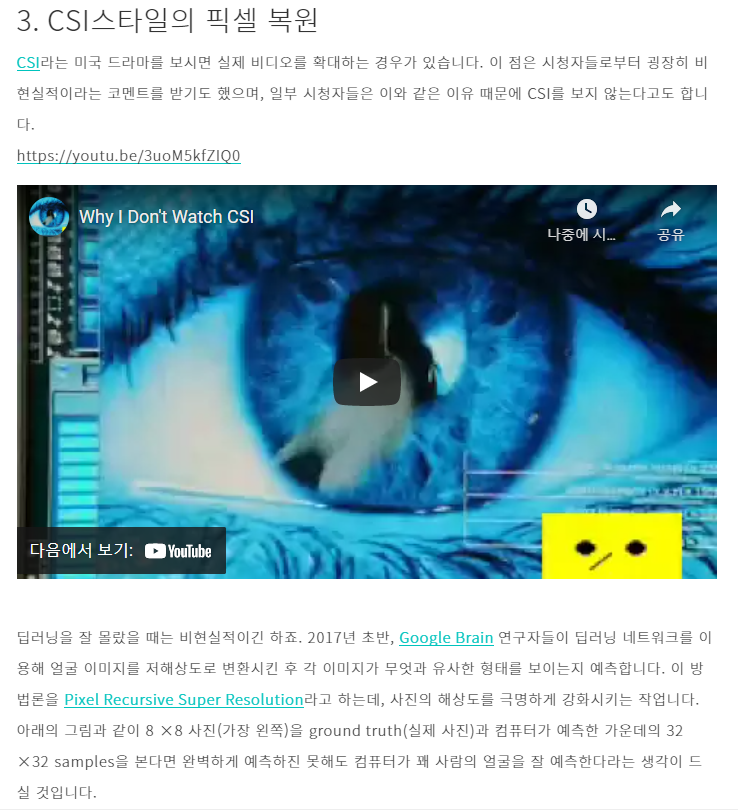 3. CSI스타일의 픽셀 복원
CSI라는 미국 드라마를 보시면 실제 비디오를 확대하는 경우가 있습니다. 이 점은 시청자들로부터 굉장히 비
현실적이라는 코멘트를 받기도 했으며, 일부 시청자들은 이와 같은 이유 때문에 CSI를 보지 않는다고도 합니
다.
https://youtu.be/3uoM5kfZIQ0
Why I Don't Watch CSI
나중에 시...
공유
다음에서 보기: YouTube
딥러닝을 잘 몰랐을 때는 비현실적이긴 하죠. 2017년 초반, Google Brain 연구자들이 딥러닝 네트워크를 이
용해 얼굴 이미지를 저해상도로 변환시킨 후 각 이미지가 무엇과 유사한 형태를 보이는지 예측합니다. 이 방
법론을 Pixel Recursive Super Resolution라고 하는데, 사진의 해상도를 극명하게 강화시키는 작업니다.
아래의 그림과 같이 8 ×8 사진(가장 왼쪽)을 ground truth(실제 사진)과 컴퓨터가 예측한 가운데의 32
×32 samples을 본다면 완벽하게 예측하진 못해도 컴퓨터가 꽤 사람의 얼굴을 잘 예측한다라는 생각이 드
실 것입니다.